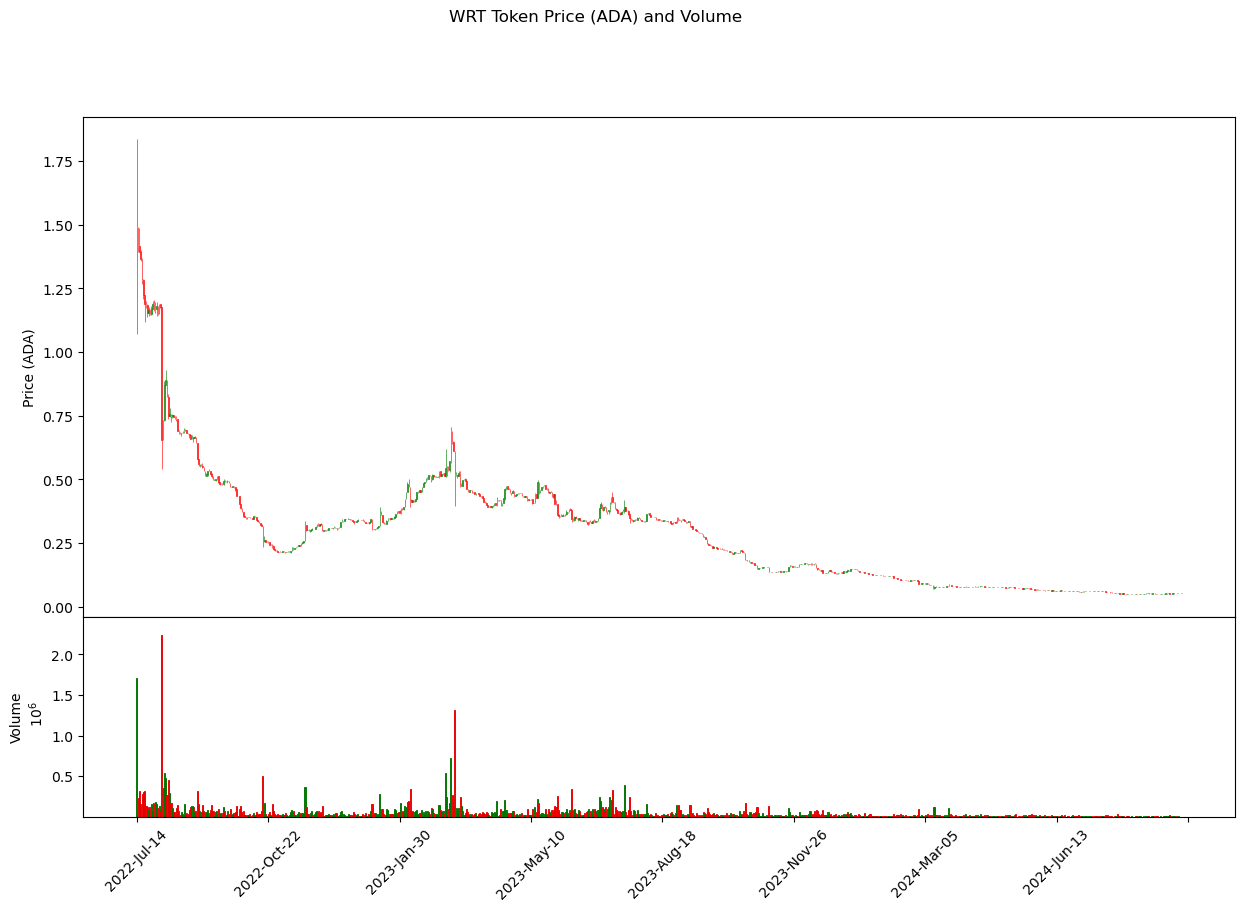 WRT Token Price (ADA) and Volume
Price (ADA)
1.75
1.50
1.25
1.00
0.75
0.50
0.25
0.00
Volume
10^6
2.0
1.5
1.0
0.5
2022-Jul-14
2022-Oct-22
2023-Jan-30
2023-May-10
2023-Aug-18
2023-Nov-26
2024-Mar-05
2024-Jun-13